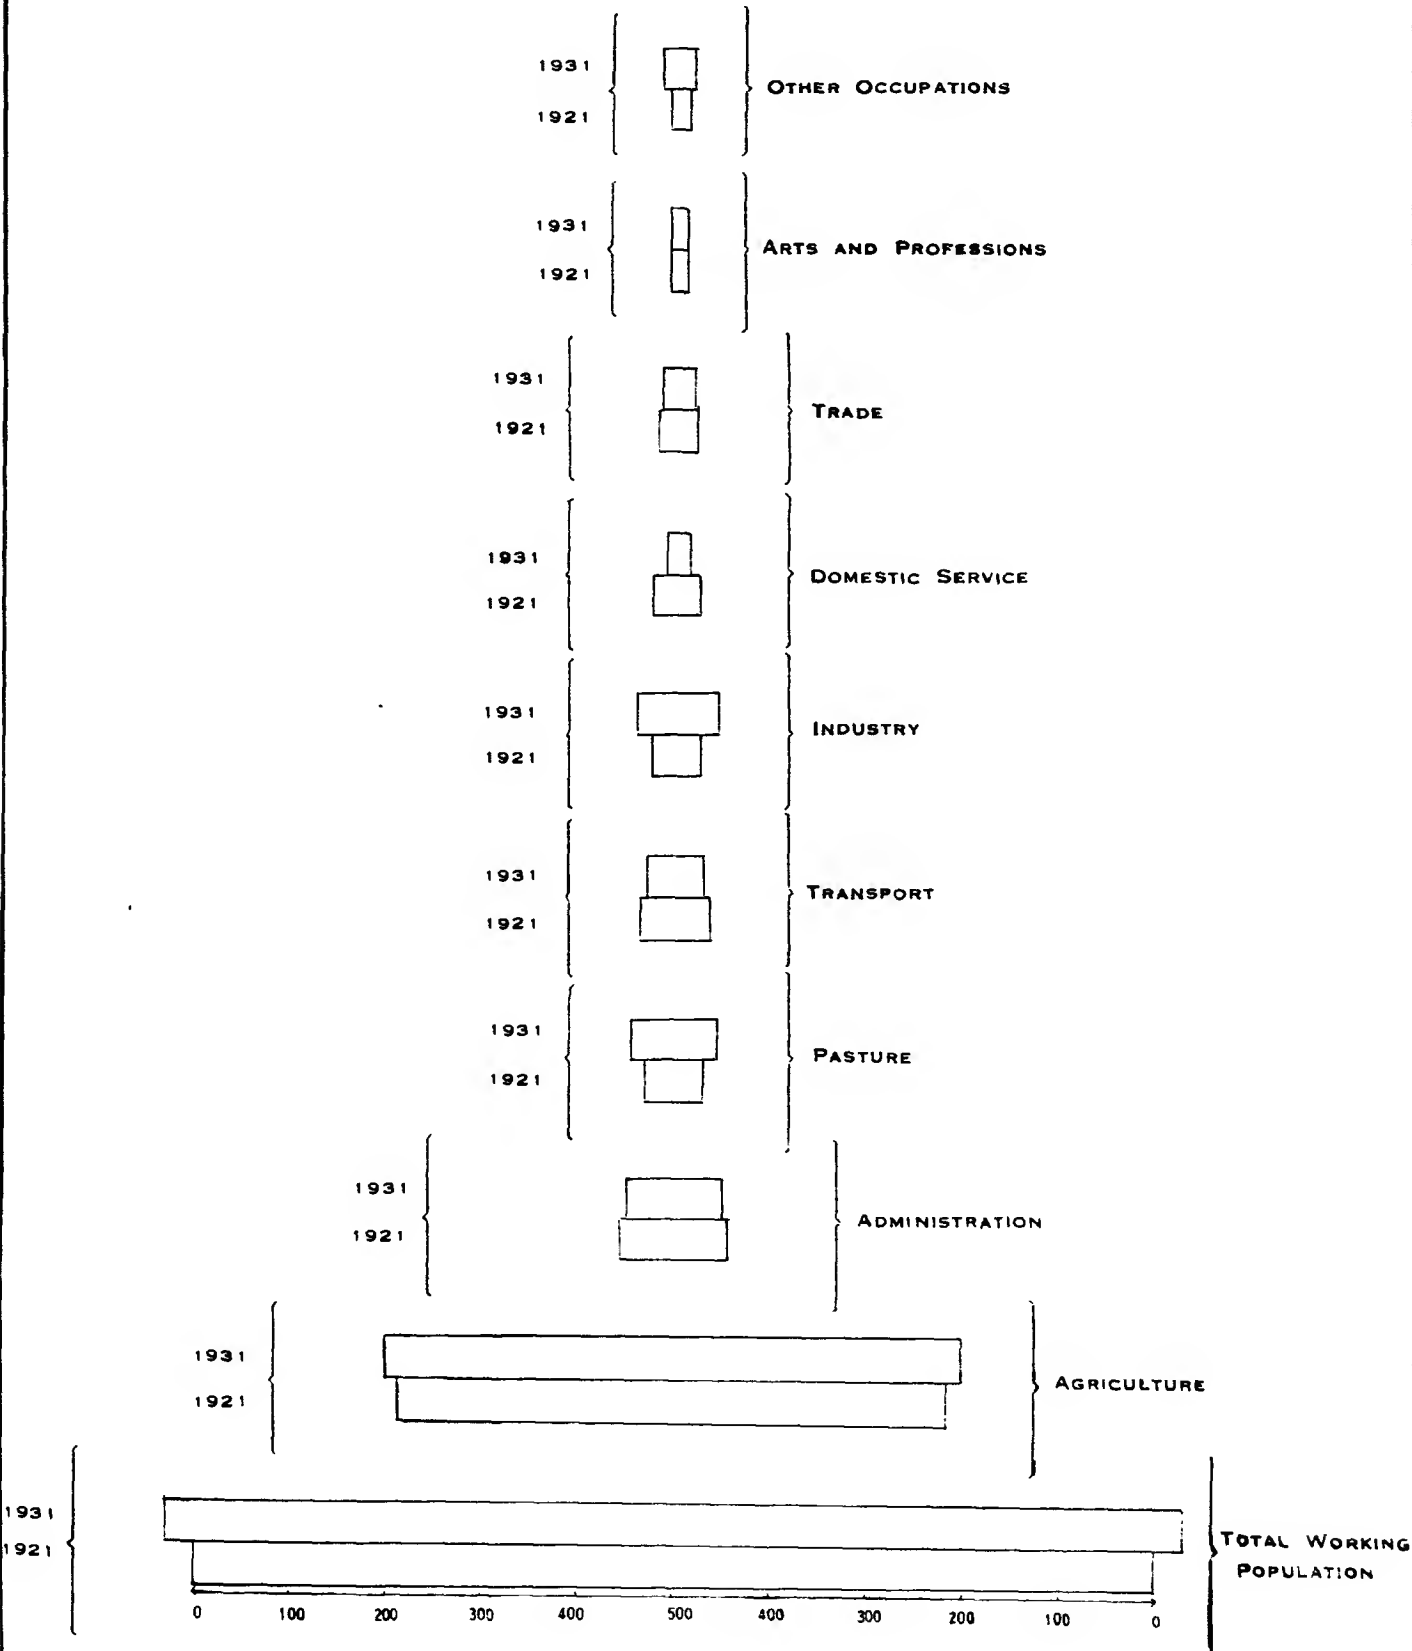 1931
1921
OTHER OCCUPATIONS
1931
1921
ARTS AND PROFESSIONS
1931
1921
TRADE
1931
1921
DOMESTIC SERVICE
1931
1921
INDUSTRY
1931
1921
TRANSPORT
1931
1921
PASTURE
1931
1921
ADMINISTRATION
1931
1921
AGRICULTURE
1931
1921
TOTAL WORKING
POPULATION
0 100 200 300 400 500 400 300 200 100 0